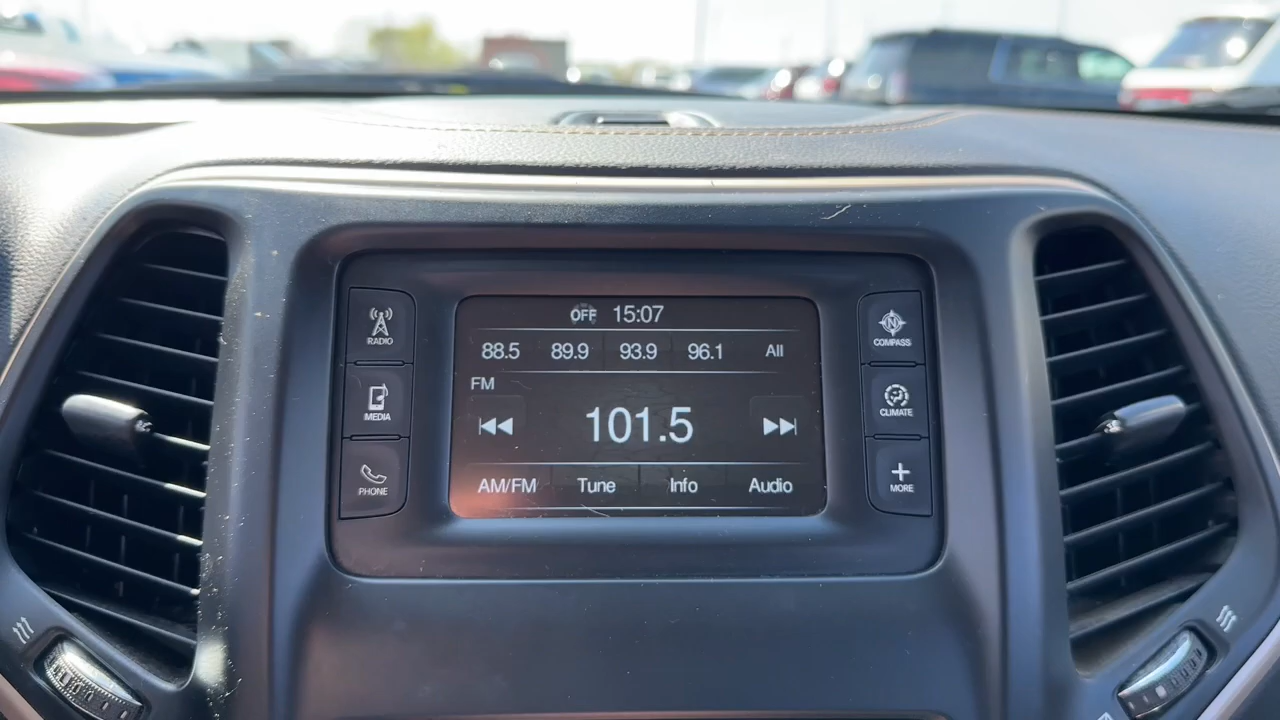 OFF 15:07
88.5 89.9 93.9 96.1 All
FM
101.5
AM/FM Tune Info Audio
RADIO
MEDIA
PHONE
N
COMPASS
CLIMATE
MORE